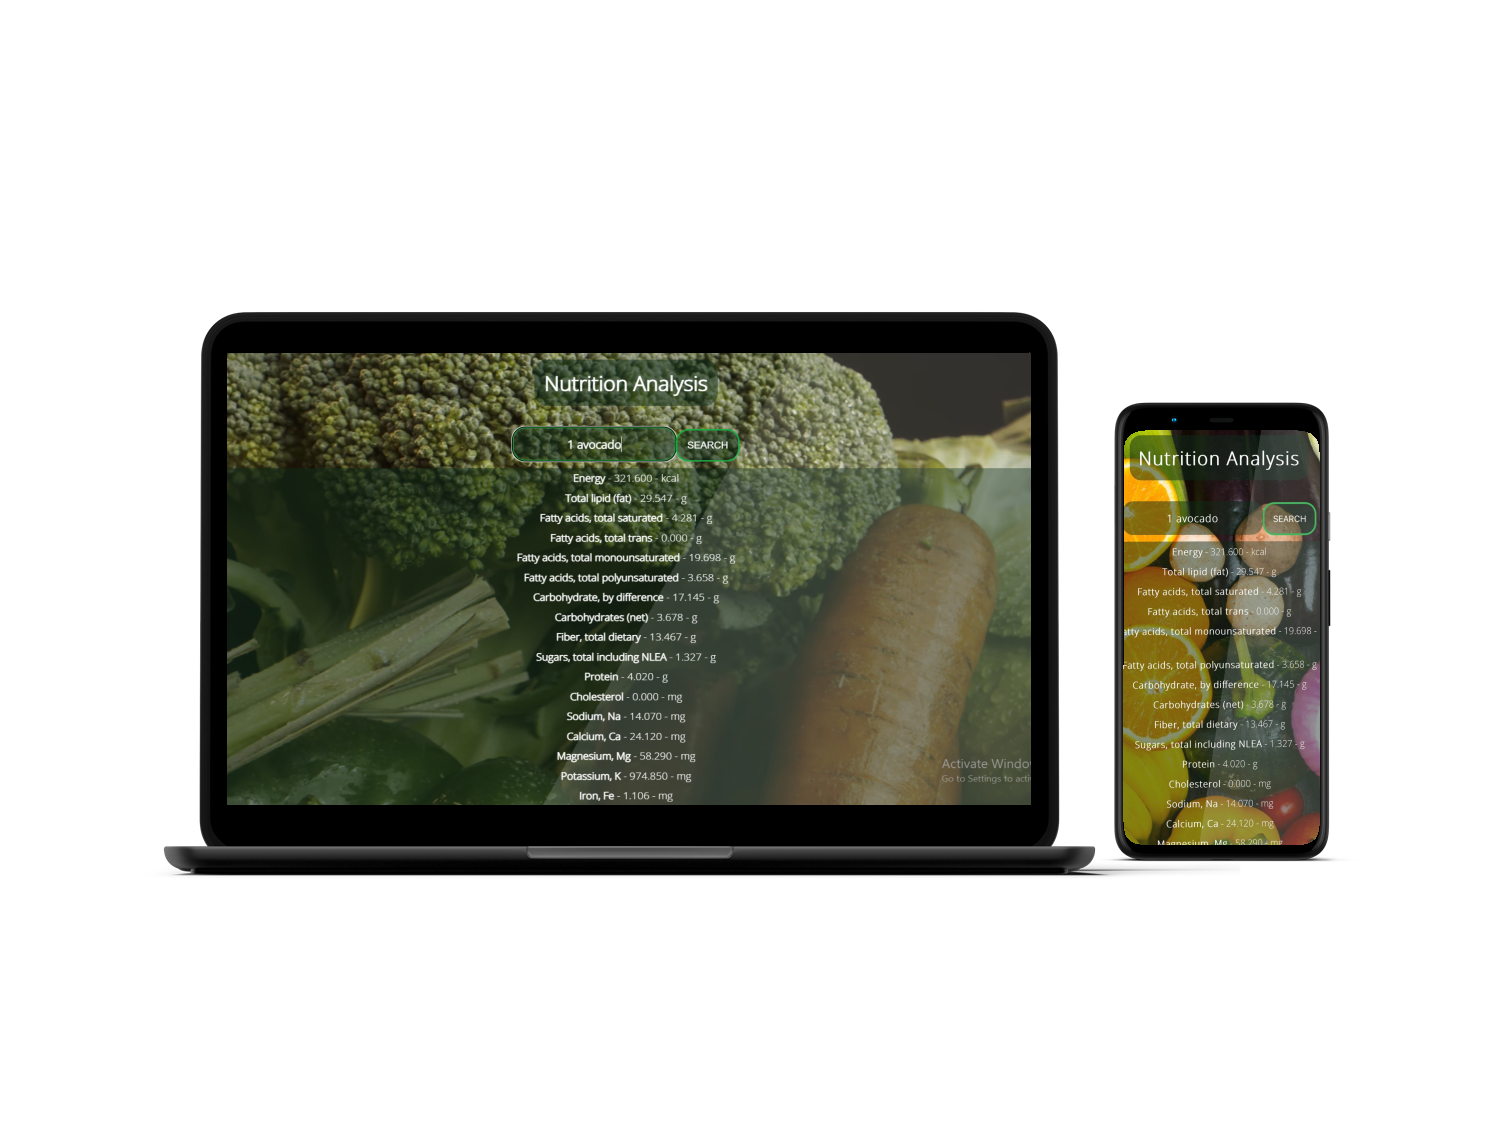 Nutrition Analysis
1 avocado
SEARCH
Energy - 321.600 - kcal
Total lipid (fat) - 29.547 - g
Fatty acids, total saturated - 4.281 - g
Fatty acids, total trans - 0.000 - g
Fatty acids, total monounsaturated - 19.698 - g
Fatty acids, total polyunsaturated - 3.658 - g
Carbohydrate, by difference - 17.145 - g
Carbohydrates (net) - 3.678 - g
Fiber, total dietary - 13.467 - g
Sugars, total including NLEA - 1.327 - g
Protein - 4.020 - g
Cholesterol - 0.000 - mg
Sodium, Na - 14.070 - mg
Calcium, Ca - 24.120 - mg
Magnesium, Mg - 58.290 - mg
Potassium, K - 974.850 - mg
Iron, Fe - 1.106 - mg
Activate Windo
Go to Settings to acti
Nutrition Analysis
1 avocado
SEARCH
Energy - 321.600 - kcal
Total lipid (fat) - 29.547 - g
Fatty acids, total saturated - 4.281 - g
Fatty acids, total trans - 0.000 - g
atty acids, total monounsaturated - 19.698 -
Fatty acids, total polyunsaturated - 3.658 - g
Carbohydrate, by difference - 17.145 - g
Carbohydrates (net) - 3.678 - g
Fiber, total dietary - 13.467 - g
Sugars, total including NLEA - 1.327 - g
Protein - 4.020 - g
Cholesterol - 0.000 - mg
Sodium, Na - 14.070 - mg
Calcium, Ca - 24.120 - mg
Magnesium, Mg - 58.290 - mg